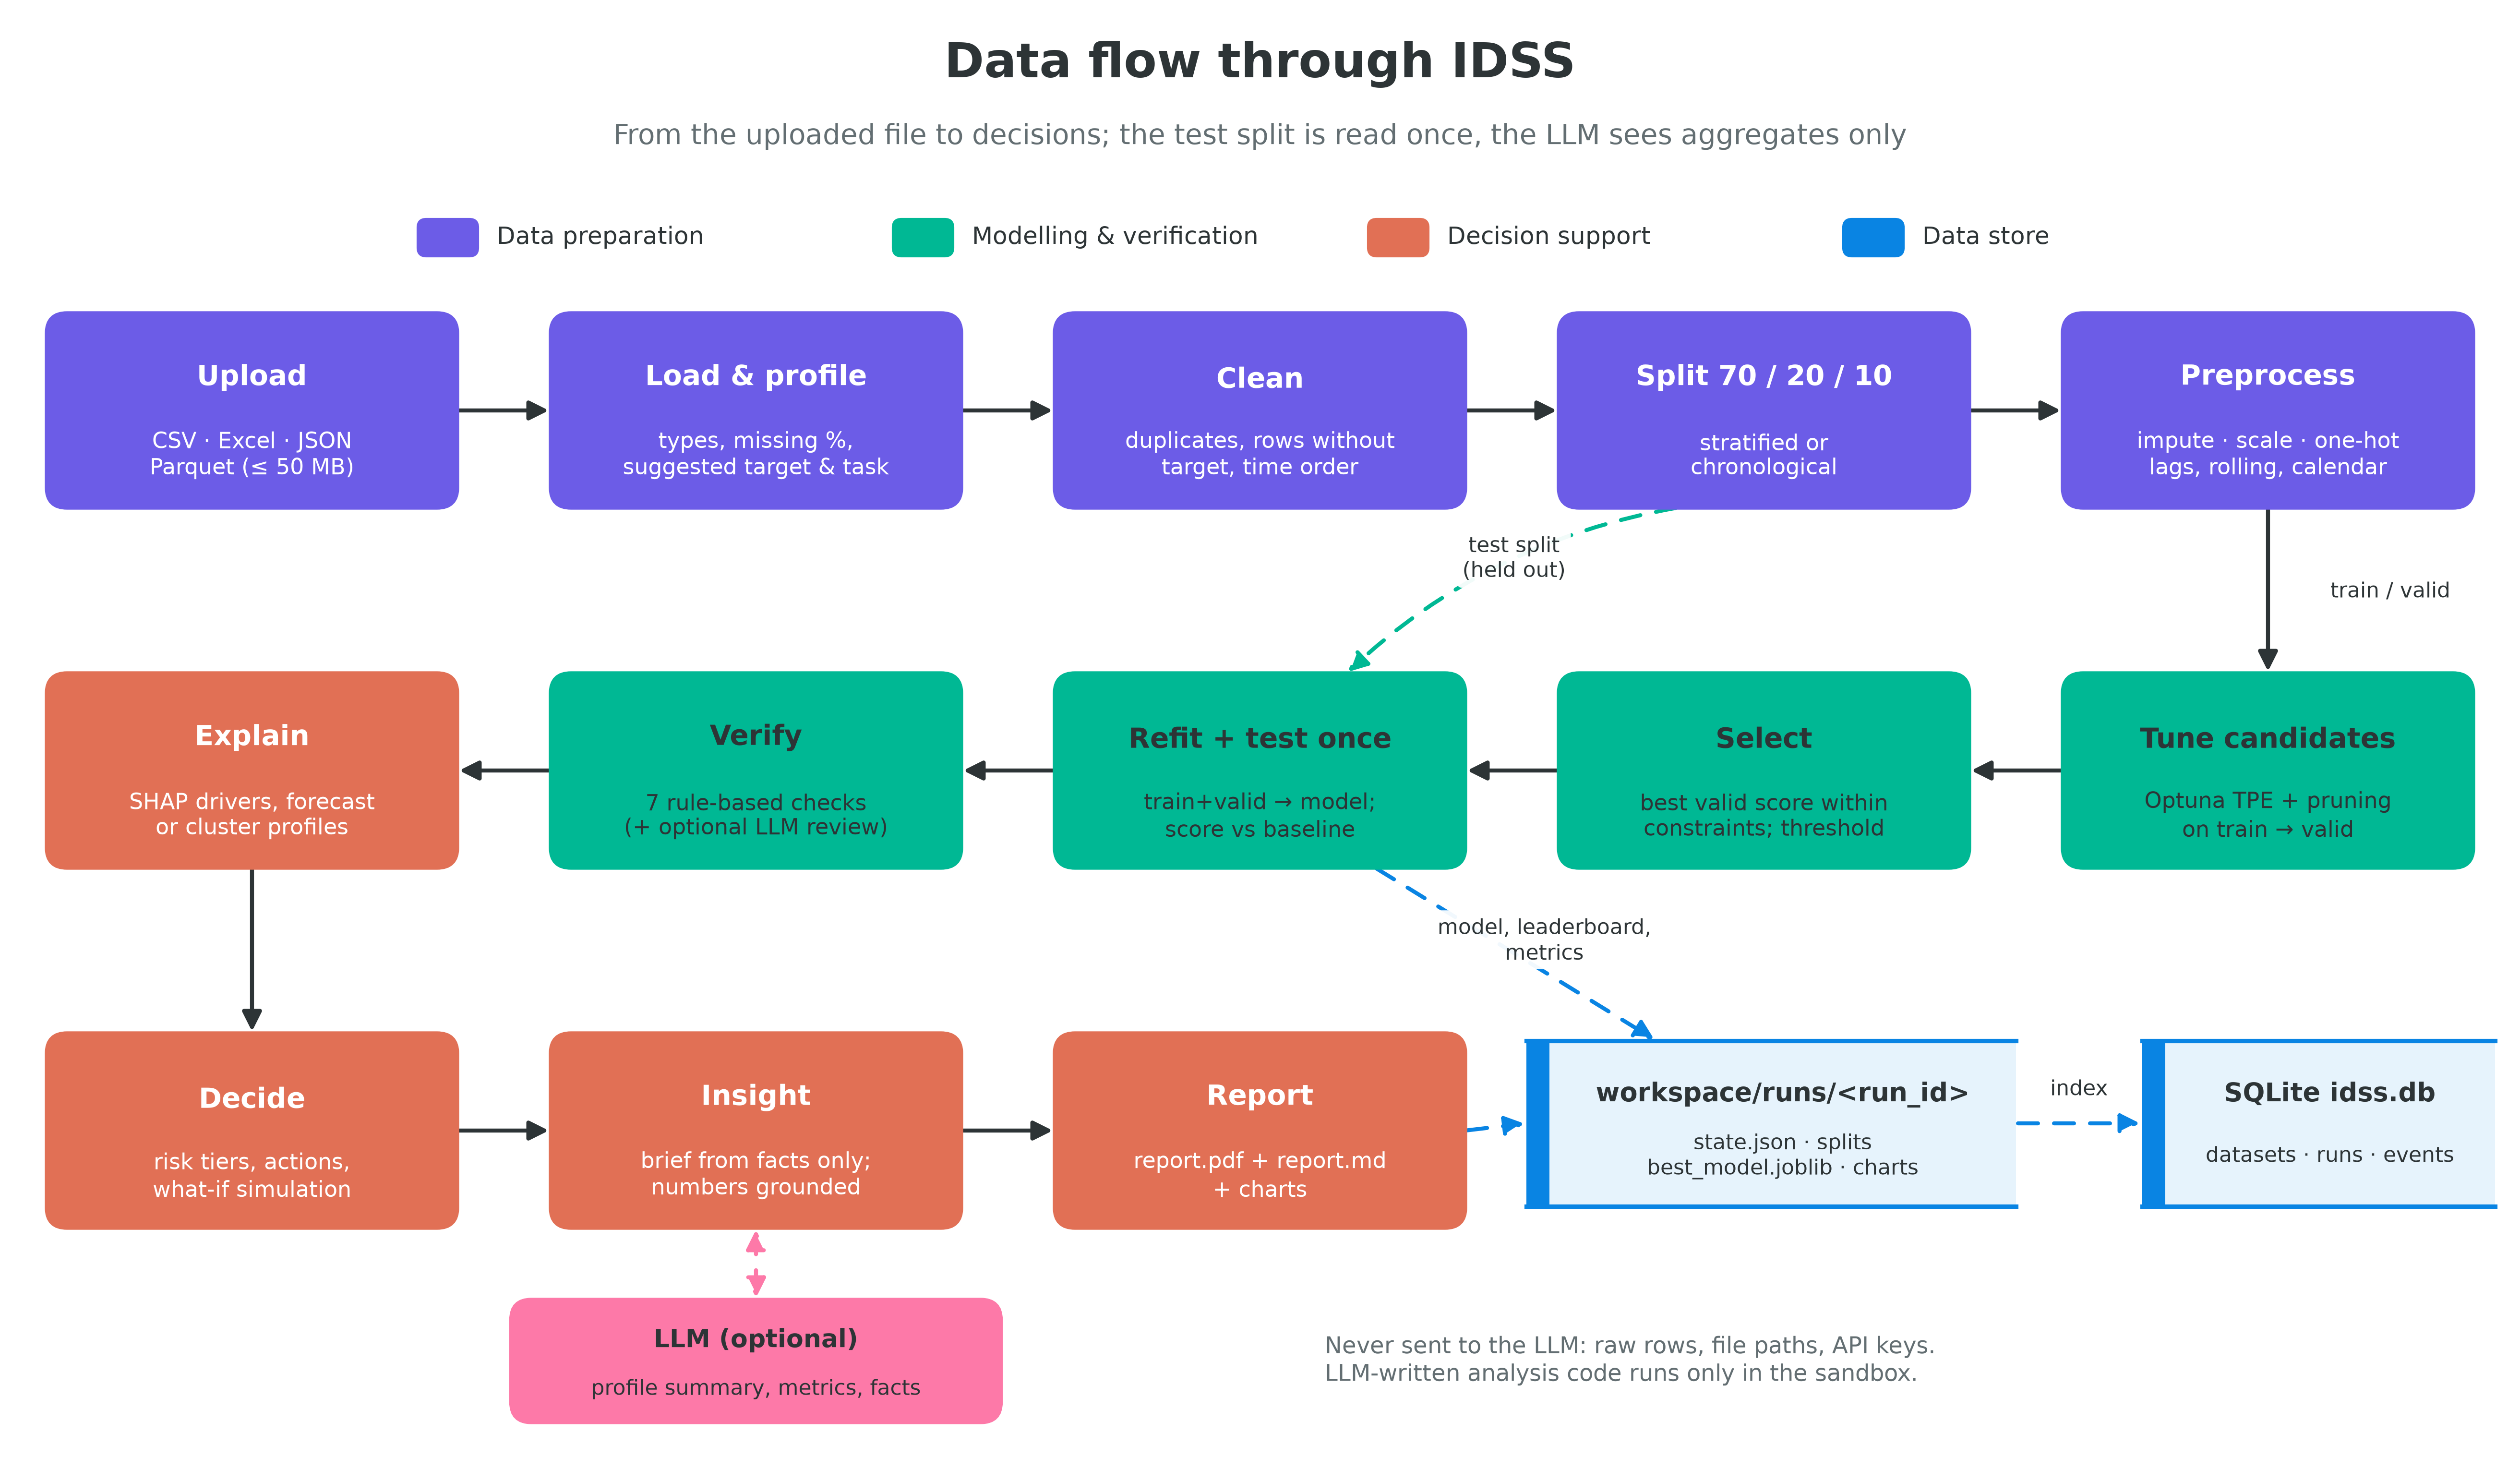 Data flow through IDSS
From the uploaded file to decisions; the test split is read once, the LLM sees aggregates only
Data preparation
Modelling & verification
Decision support
Data store
Upload
CSV · Excel · JSON
Parquet (≤ 50 MB)
Load & profile
types, missing %,
suggested target & task
Clean
duplicates, rows without
target, time order
Split 70 / 20 / 10
stratified or
chronological
Preprocess
impute · scale · one-hot
lags, rolling, calendar
test split
(held out)
train / valid
Explain
SHAP drivers, forecast
or cluster profiles
Verify
7 rule-based checks
(+ optional LLM review)
Refit + test once
train+valid → model;
score vs baseline
Select
best valid score within
constraints; threshold
Tune candidates
Optuna TPE + pruning
on train → valid
model, leaderboard,
metrics
Decide
risk tiers, actions,
what-if simulation
Insight
brief from facts only;
numbers grounded
Report
report.pdf + report.md
+ charts
workspace/runs/<run_id>
state.json · splits
best_model.joblib · charts
index
SQLite idss.db
datasets · runs · events
LLM (optional)
profile summary, metrics, facts
Never sent to the LLM: raw rows, file paths, API keys.
LLM-written analysis code runs only in the sandbox.